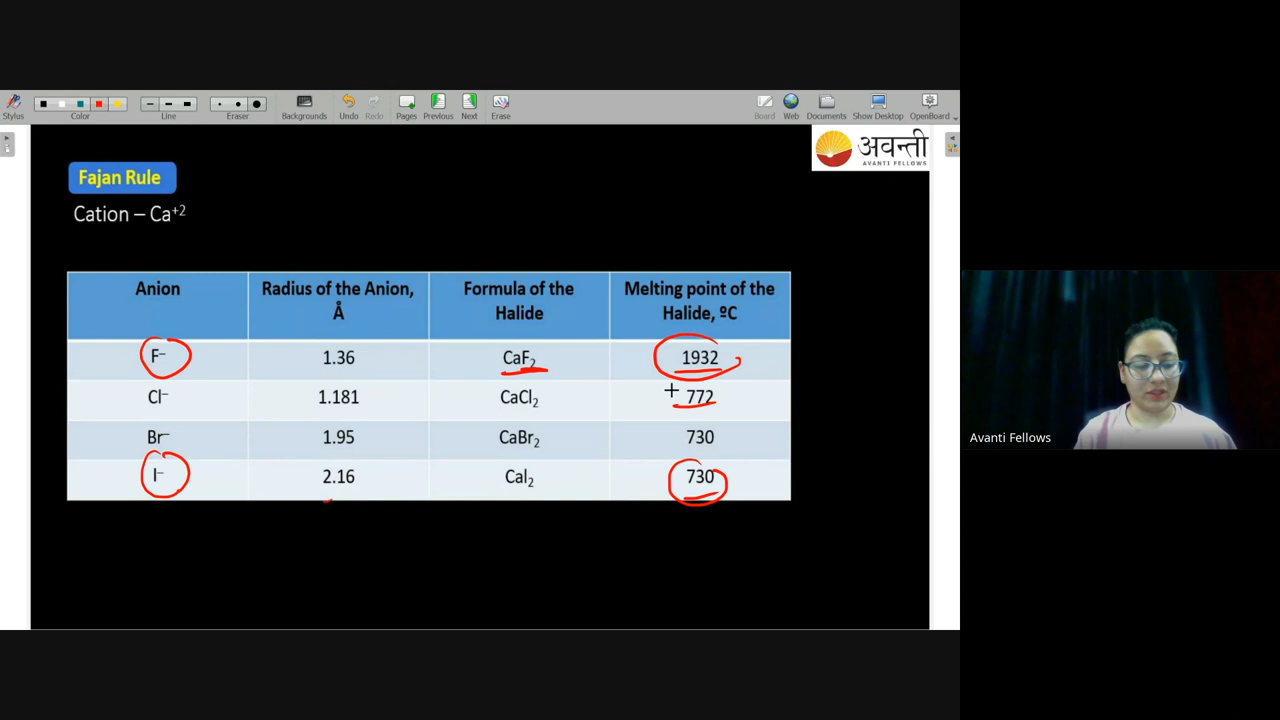 Stylus
Color
Line
Eraser
Backgrounds
Undo
Redo
Pages
Previous
Next
Erase
Board
Web
Documents
Show Desktop
OpenBoard
अवन्ती
AVANTI FELLOWS
Fajan Rule
Cation – Ca+2
Anion Radius of the Anion, Å Formula of the Halide Melting point of the Halide, ºC
F– 1.36 CaF2 1932
Cl– 1.181 CaCl2 772
Br– 1.95 CaBr2 730
I– 2.16 CaI2 730
Avanti Fellows